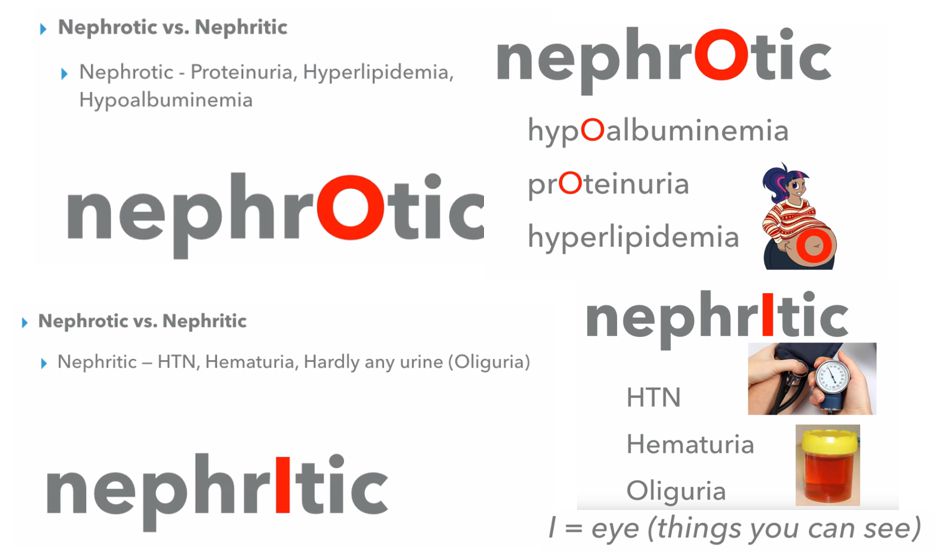 Nephrotic vs. Nephritic
Nephrotic - Proteinuria, Hyperlipidemia,
Hypoalbuminemia
nephrOtic
nephrOtic
hypOalbuminemia
prOteinuria
hyperlipidemia
O
Nephrotic vs. Nephritic
Nephritic – HTN, Hematuria, Hardly any urine (Oliguria)
nephrItic
nephrItic
HTN
Hematuria
Oliguria
I = eye (things you can see)